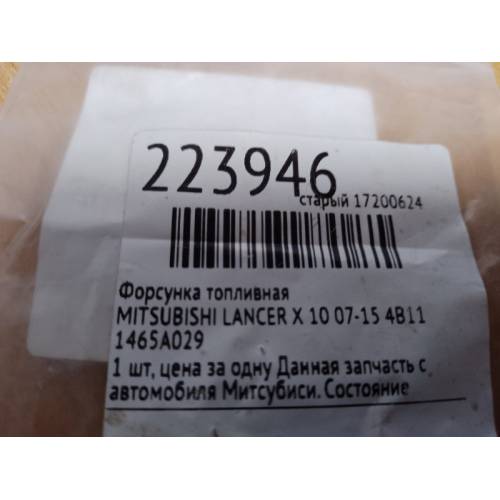 223946
старый 17200624
Форсунка топливная
MITSUBISHI LANCER X 10 07-15 4B11
1465A029
1 шт, цена за одну Данная запчасть с
автомобиля Митсубиси. Состояние